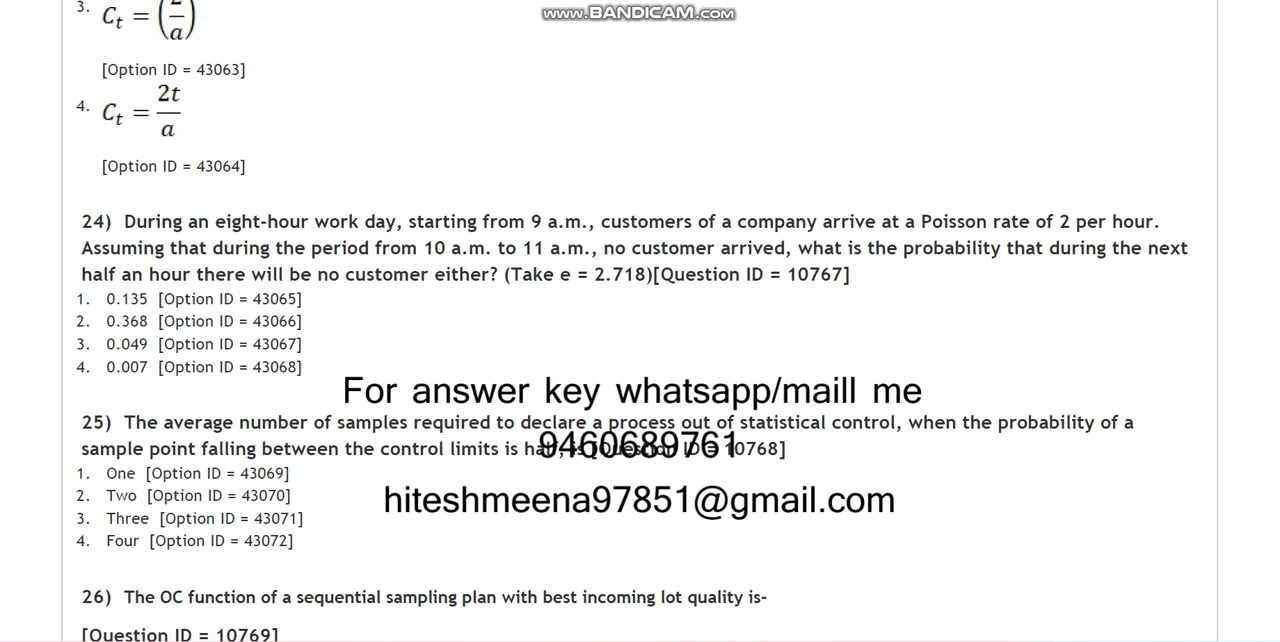 www.BANDICAM.com
3. Cₜ = (2/a)
[Option ID = 43063]
4. Cₜ = 2t/a
[Option ID = 43064]
24) During an eight-hour work day, starting from 9 a.m., customers of a company arrive at a Poisson rate of 2 per hour.
Assuming that during the period from 10 a.m. to 11 a.m., no customer arrived, what is the probability that during the next
half an hour there will be no customer either? (Take e = 2.718)[Question ID = 10767]
1. 0.135 [Option ID = 43065]
2. 0.368 [Option ID = 43066]
3. 0.049 [Option ID = 43067]
4. 0.007 [Option ID = 43068]
For answer key whatsapp/maill me
25) The average number of samples required to declare a process out of statistical control, when the probability of a
sample point falling between the control limits is half, is [Question ID = 10768]
9460689761
1. One [Option ID = 43069]
2. Two [Option ID = 43070]
hiteshmeena97851@gmail.com
3. Three [Option ID = 43071]
4. Four [Option ID = 43072]
26) The OC function of a sequential sampling plan with best incoming lot quality is-
[Question ID = 10769]